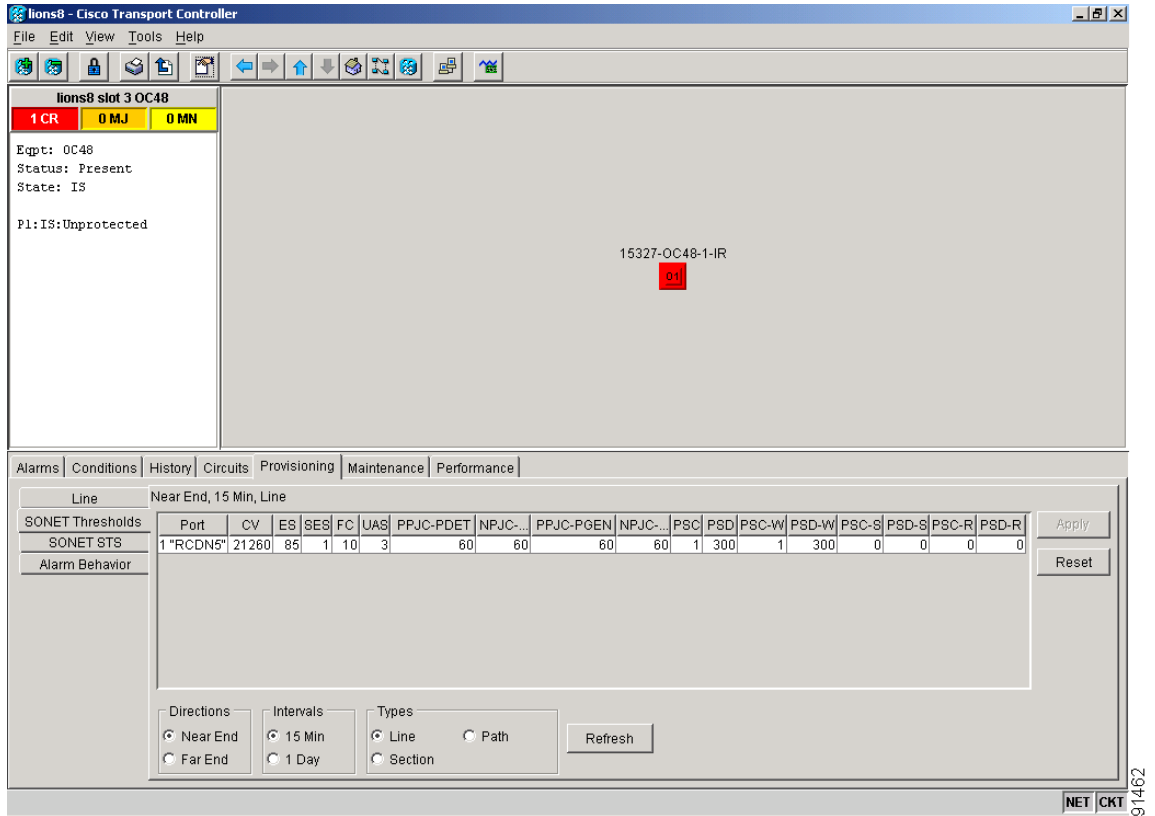 lions8 - Cisco Transport Controller
File Edit View Tools Help
lions8 slot 3 OC48
1 CR 0 MJ 0 MN
Eqpt: OC48
Status: Present
State: IS
P1:IS:Unprotected
15327-OC48-1-IR
01
Alarms Conditions History Circuits Provisioning Maintenance Performance
Line
SONET Thresholds
SONET STS
Alarm Behavior
Near End, 15 Min, Line
Port CV ES SES FC UAS PPJC-PDET NPJC-... PPJC-PGEN NPJC-... PSC PSD PSC-W PSD-W PSC-S PSD-S PSC-R PSD-R
1 "RCDN5" 21260 85 1 10 3 60 60 60 60 1 300 1 300 0 0 0 0
Apply
Reset
Directions
Near End
Far End
Intervals
15 Min
1 Day
Types
Line Path
Section
Refresh
NET CKT
91462